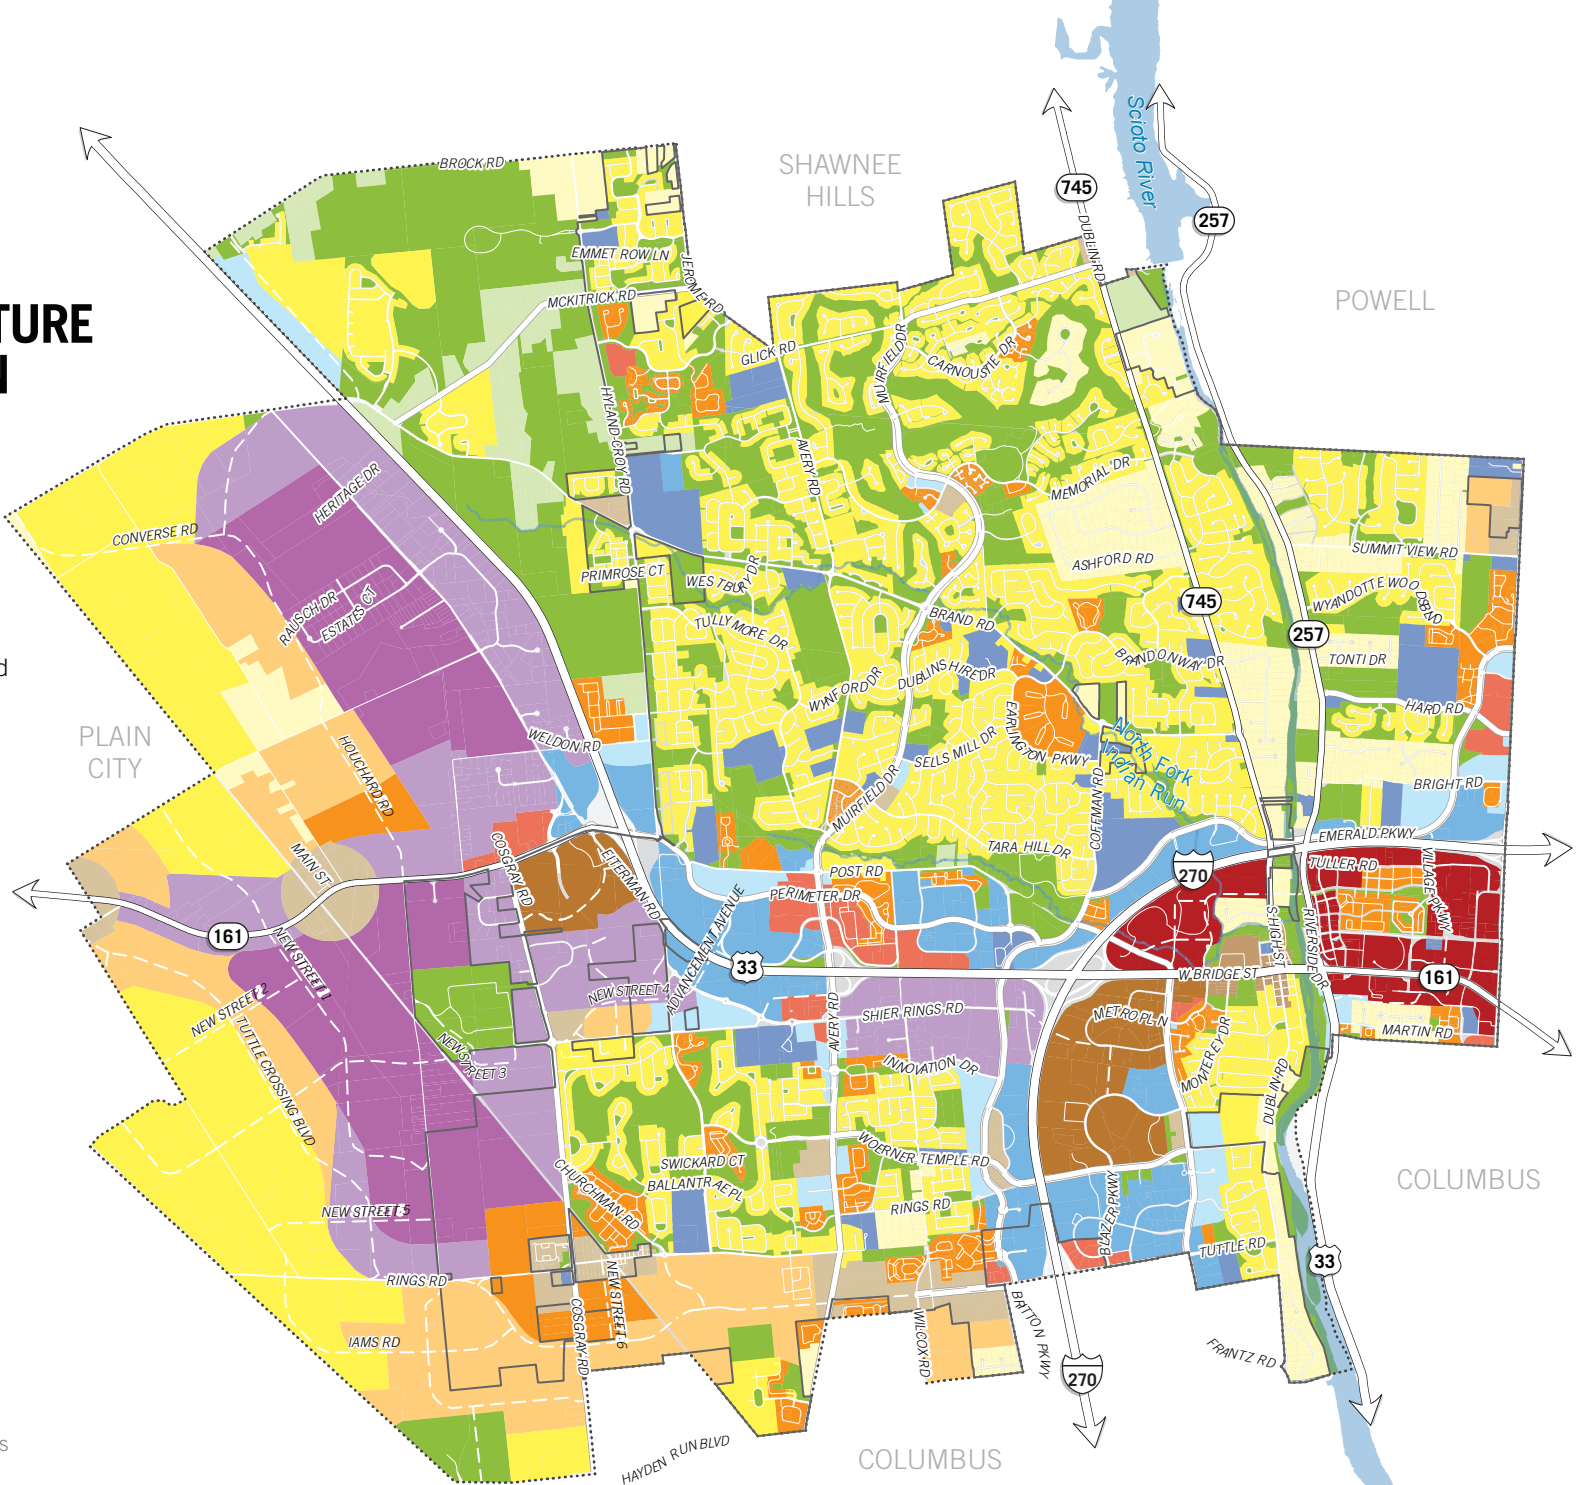 TURE
SHAWNEE
HILLS
POWELL
PLAIN
CITY
COLUMBUS
COLUMBUS
Scioto River
North Fork
Indian Run
745
257
745
257
270
161
33
161
33
270
BROCK RD
EMMET ROW LN
JEROME RD
MCKITRICK RD
GLICK RD
DUBLIN RD
MUIRFIELD DR
CARNOUSTIE DR
HYLAND-CROY RD
AVERY RD
MEMORIAL DR
HERITAGE DR
CONVERSE RD
ASHFORD RD
SUMMIT VIEW RD
PRIMROSE CT
WESTBURY DR
RAUSCH DR
ESTATES CT
TULLYMORE DR
BRAND RD
WYANDOTTE WOODS BLVD
BRANDONWAY DR
TONTI DR
DUBLINSHIRE DR
WYNFORD DR
HARD RD
EARLINGTON PKWY
SELLS MILL DR
WELDON RD
HOUCHARD RD
MUIRFIELD DR
BRIGHT RD
COFFMAN RD
EMERALD PKWY
TARA HILL DR
MAIN ST
COSGRAY RD
EITERMAN RD
POST RD
PERIMETER DR
TULLER RD
VILLAGE PKWY
ADVANCEMENT AVENUE
S HIGH ST
RIVERSIDE DR
W BRIDGE ST
NEW STREET 1
NEW STREET 2
NEW STREET 4
SHIER RINGS RD
AVERY RD
METRO PL N
MARTIN RD
TUTTLE CROSSING BLVD
NEW STREET 3
INNOVATION DR
MONTEREY DR
DUBLIN RD
SWICKARD CT
WOERNER TEMPLE RD
BALLANTRAE PL
CHURCHMAN RD
NEW STREET 5
RINGS RD
BLAZER PKWY
TUTTLE RD
RINGS RD
NEW STREET 6
COSGRAY RD
IAMS RD
WILCOX RD
BRITTON PKWY
FRANTZ RD
HAYDEN RUN BLVD